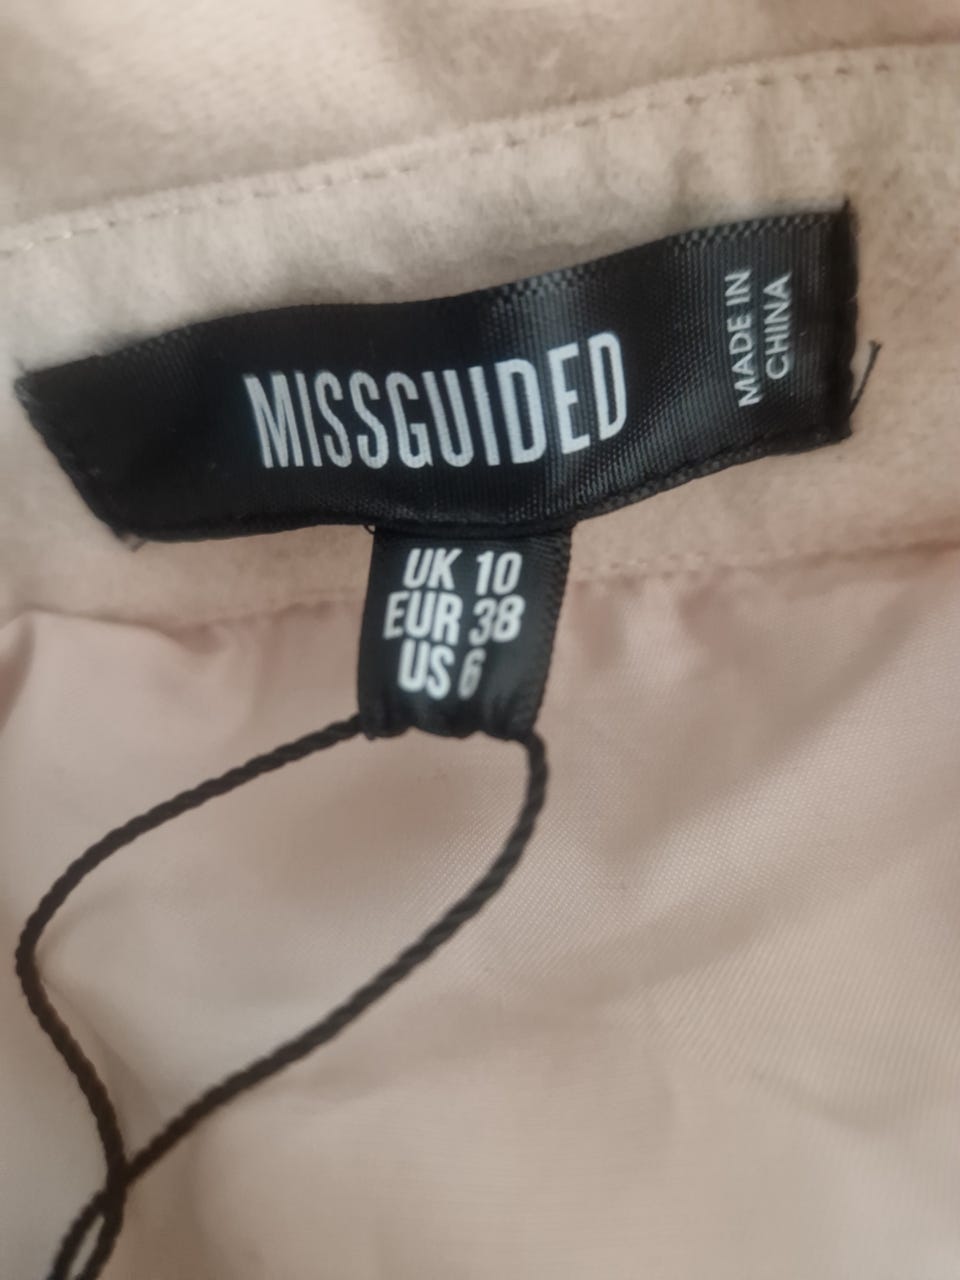 MISSGUIDED
MADE IN
CHINA
UK 10
EUR 38
US 6